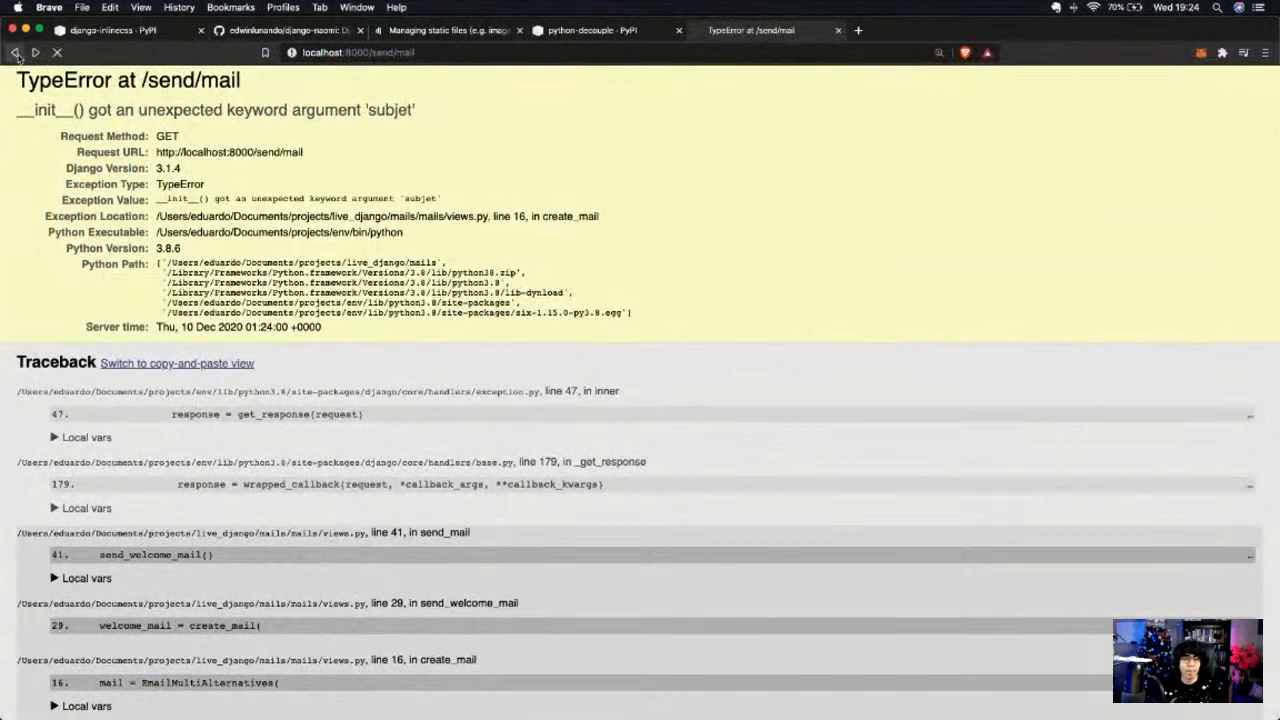 Brave File Edit View History Bookmarks Profiles Tab Window Help 70% Wed 19:24
django-inlinecss · PyPI edwinlunando/django-naomi: Dj Managing static files (e.g. imag python-decouple · PyPI TypeError at /send/mail
localhost:8000/send/mail
TypeError at /send/mail
__init__() got an unexpected keyword argument 'subjet'
Request Method: GET
Request URL: http://localhost:8000/send/mail
Django Version: 3.1.4
Exception Type: TypeError
Exception Value: __init__() got an unexpected keyword argument 'subjet'
Exception Location: /Users/eduardo/Documents/projects/live_django/mails/mails/views.py, line 16, in create_mail
Python Executable: /Users/eduardo/Documents/projects/env/bin/python
Python Version: 3.8.6
Python Path: ['/Users/eduardo/Documents/projects/live_django/mails',
'/Library/Frameworks/Python.framework/Versions/3.8/lib/python38.zip',
'/Library/Frameworks/Python.framework/Versions/3.8/lib/python3.8',
'/Library/Frameworks/Python.framework/Versions/3.8/lib/python3.8/lib-dynload',
'/Users/eduardo/Documents/projects/env/lib/python3.8/site-packages',
'/Users/eduardo/Documents/projects/env/lib/python3.8/site-packages/six-1.15.0-py3.8.egg']
Server time: Thu, 10 Dec 2020 01:24:00 +0000
Traceback Switch to copy-and-paste view
/Users/eduardo/Documents/projects/env/lib/python3.8/site-packages/django/core/handlers/exception.py, line 47, in inner
47. response = get_response(request) …
▶ Local vars
/Users/eduardo/Documents/projects/env/lib/python3.8/site-packages/django/core/handlers/base.py, line 179, in _get_response
179. response = wrapped_callback(request, *callback_args, **callback_kwargs) …
▶ Local vars
/Users/eduardo/Documents/projects/live_django/mails/mails/views.py, line 41, in send_mail
41. send_welcome_mail() …
▶ Local vars
/Users/eduardo/Documents/projects/live_django/mails/mails/views.py, line 29, in send_welcome_mail
29. welcome_mail = create_mail(
/Users/eduardo/Documents/projects/live_django/mails/mails/views.py, line 16, in create_mail
16. mail = EmailMultiAlternatives(
▶ Local vars